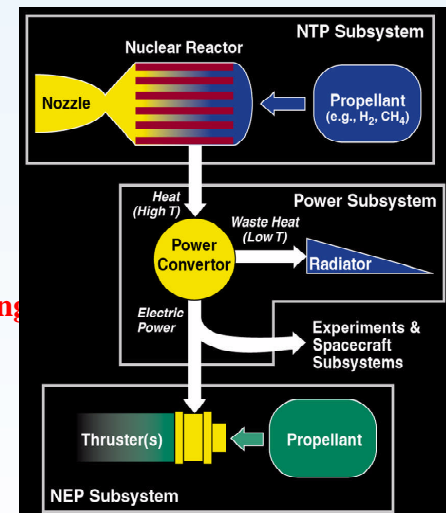 NTP Subsystem
Nuclear Reactor
Nozzle
Propellant
(e.g., H2, CH4)
Heat
(High T)
Power Subsystem
Waste Heat
(Low T)
Power
Convertor
Radiator
ng
Electric
Power
Experiments &
Spacecraft
Subsystems
Thruster(s)
Propellant
NEP Subsystem